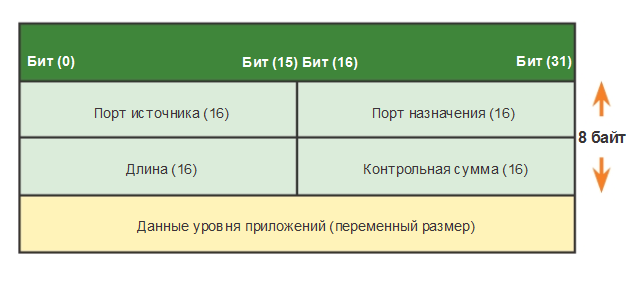 Бит (0) Бит (15) Бит (16) Бит (31)
Порт источника (16) Порт назначения (16)
8 байт
Длина (16) Контрольная сумма (16)
Данные уровня приложений (переменный размер)